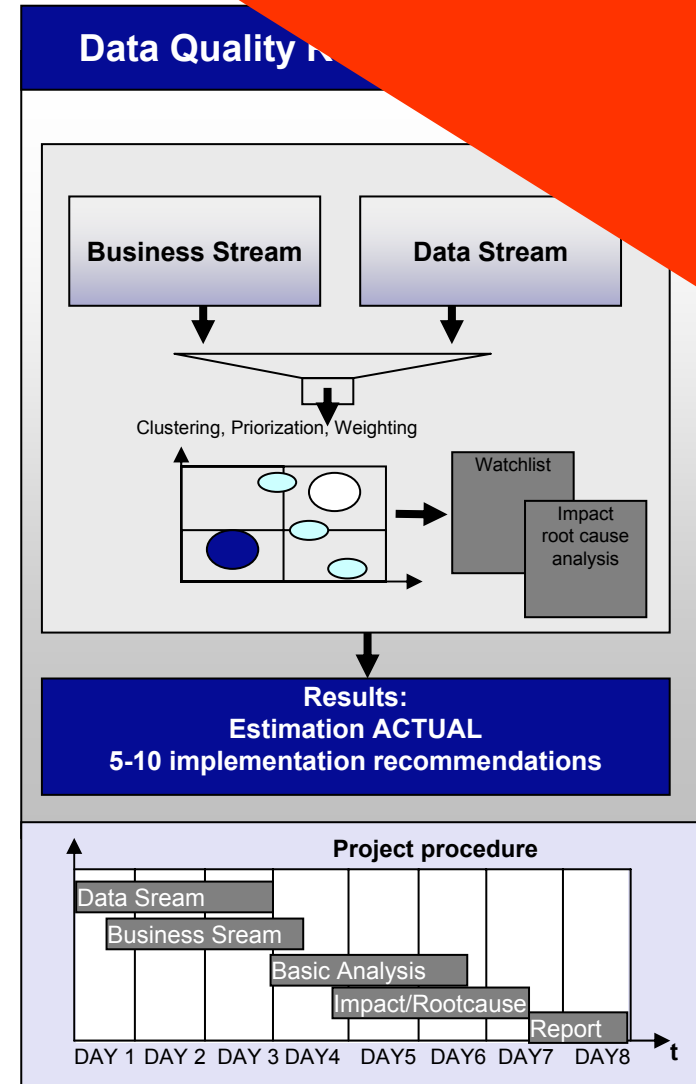 Data Quality
Business Stream
Data Stream
Clustering, Priorization, Weighting
Watchlist
Impact
root cause
analysis
Results:
Estimation ACTUAL
5-10 implementation recommendations
Project procedure
Data Sream
Business Sream
Basic Analysis
Impact/Rootcause
Report
t
DAY 1 DAY 2 DAY 3 DAY4 DAY5 DAY6 DAY7 DAY8